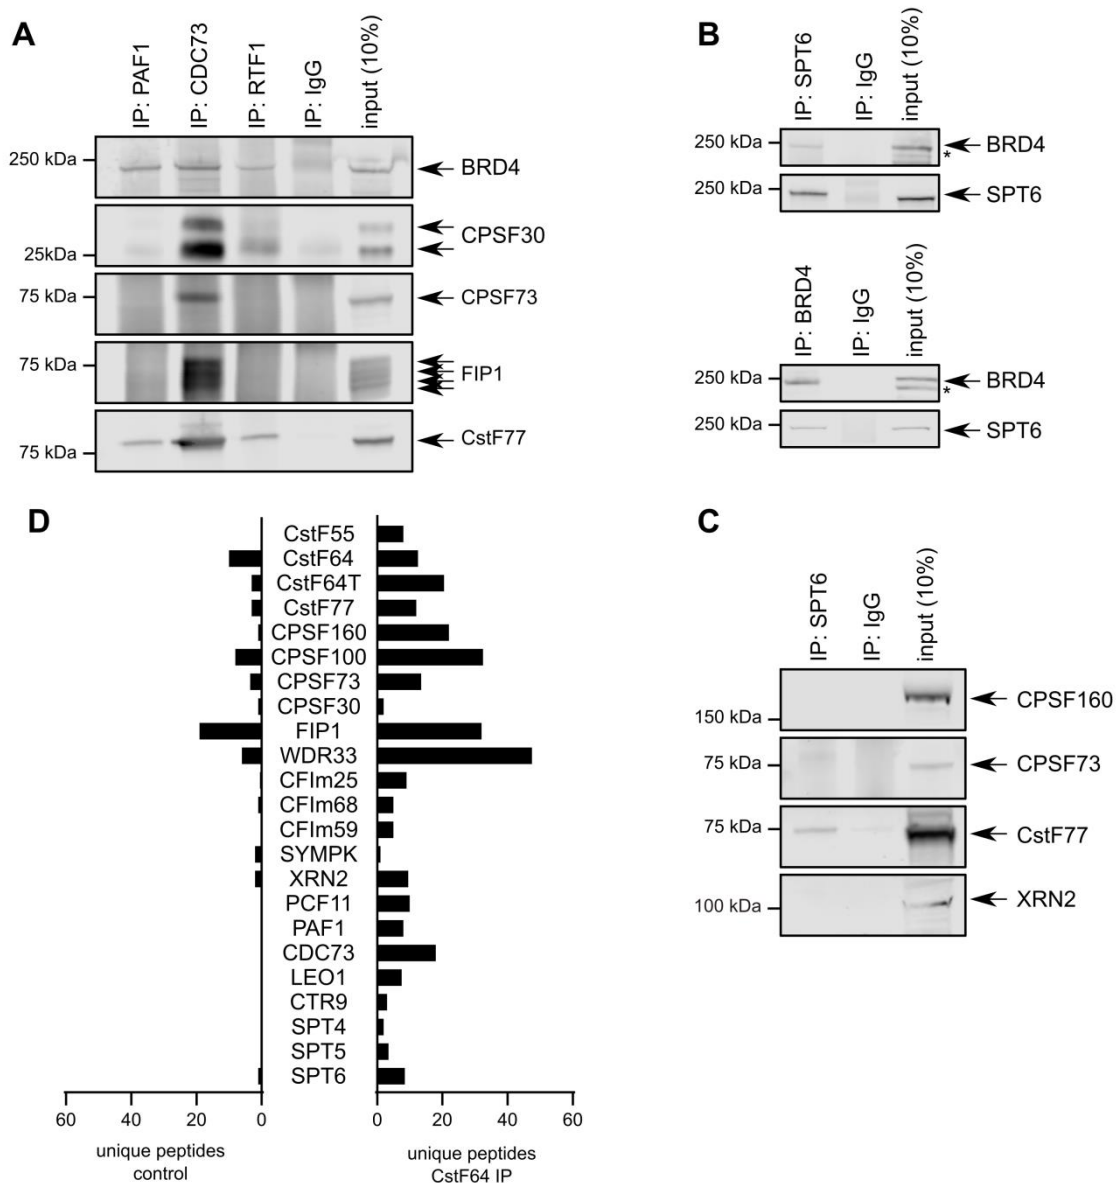 A
IP: PAF1
IP: CDC73
IP: RTF1
IP: IgG
input (10%)
250 kDa
BRD4
CPSF30
25kDa
75 kDa
CPSF73
75 kDa
FIP1
CstF77
75 kDa
B
IP: SPT6
IP: IgG
input (10%)
250 kDa
BRD4
*
250 kDa
SPT6
IP: BRD4
IP: IgG
input (10%)
250 kDa
BRD4
*
250 kDa
SPT6
C
IP: SPT6
IP: IgG
input (10%)
CPSF160
150 kDa
75 kDa
CPSF73
75 kDa
CstF77
XRN2
100 kDa
D
CstF55
CstF64
CstF64T
CstF77
CPSF160
CPSF100
CPSF73
CPSF30
FIP1
WDR33
CFIm25
CFIm68
CFIm59
SYMPK
XRN2
PCF11
PAF1
CDC73
LEO1
CTR9
SPT4
SPT5
SPT6
60 40 20 0
0 20 40 60
unique peptides
control
unique peptides
CstF64 IP